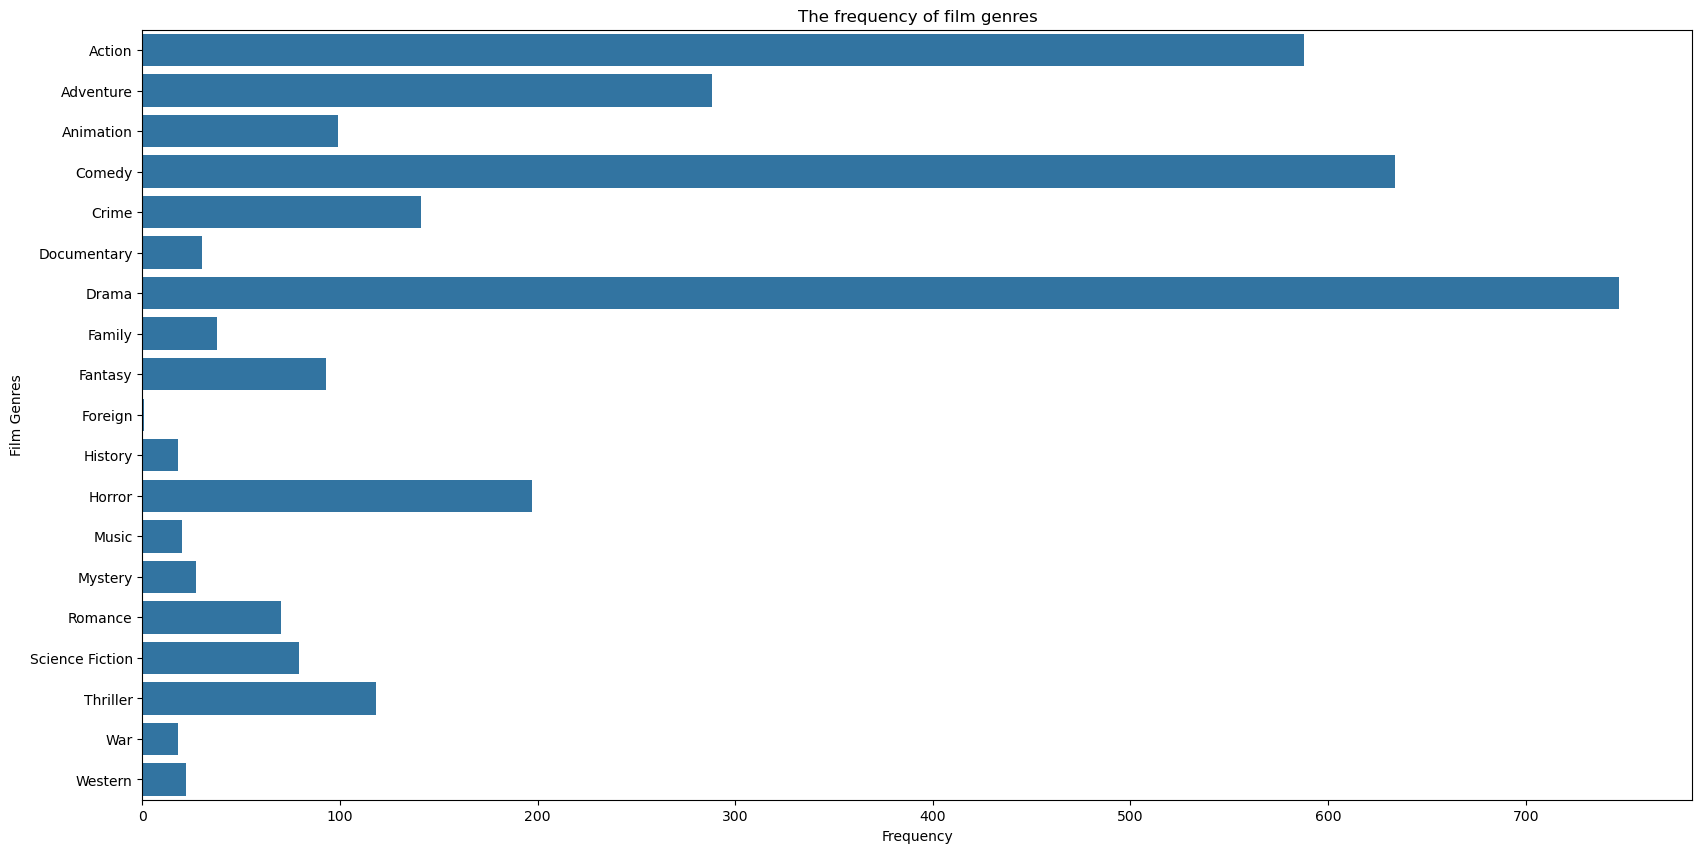 The frequency of film genres
Film Genres
Action
Adventure
Animation
Comedy
Crime
Documentary
Drama
Family
Fantasy
Foreign
History
Horror
Music
Mystery
Romance
Science Fiction
Thriller
War
Western
0 100 200 300 400 500 600 700
Frequency